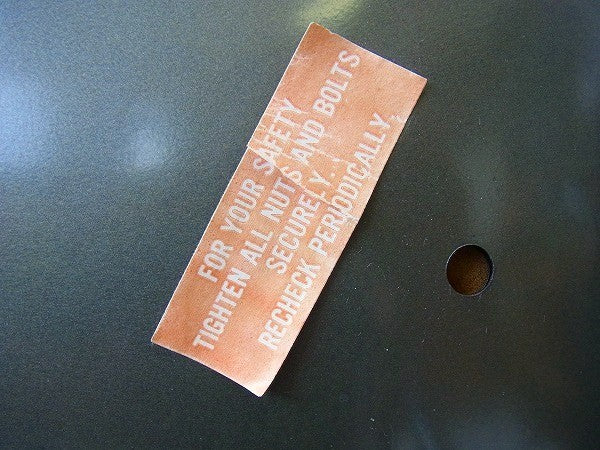 FOR YOUR SAFETY
TIGHTEN ALL NUTS AND BOLTS
SECURELY.
RECHECK PERIODICALLY